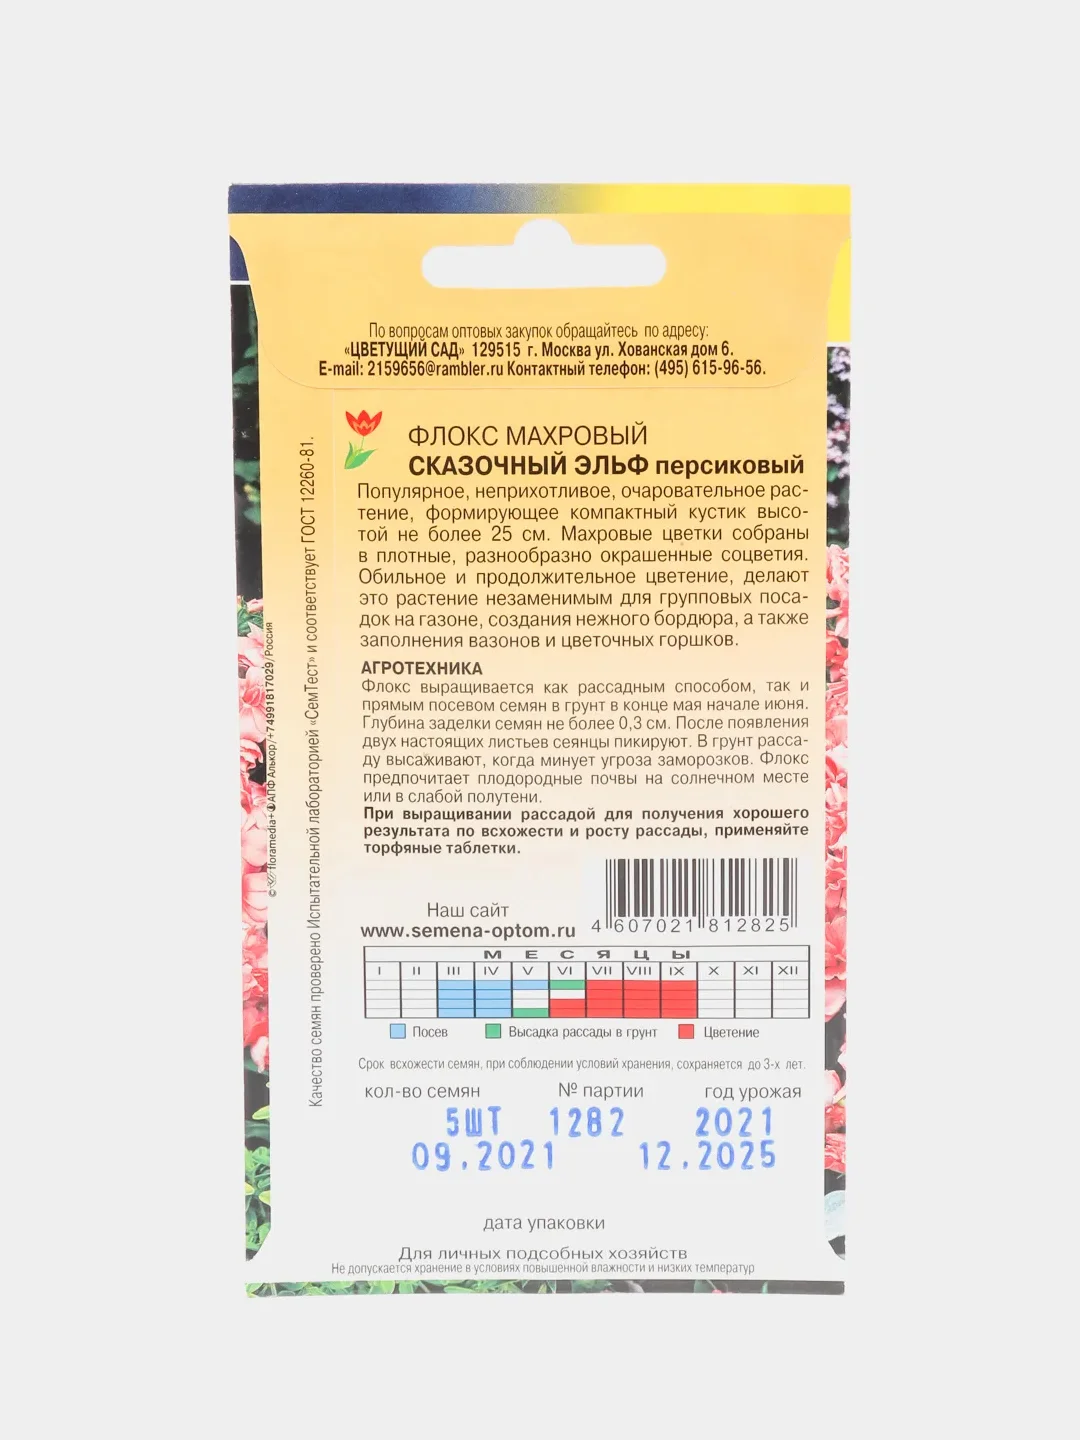 По вопросам оптовых закупок обращайтесь по адресу:
«ЦВЕТУЩИЙ САД» 129515 г. Москва ул. Хованская дом 6.
E-mail: 2159656@rambler.ru Контактный телефон: (495) 615-96-56.
ФЛОКС МАХРОВЫЙ
СКАЗОЧНЫЙ ЭЛЬФ персиковый
Популярное, неприхотливое, очаровательное рас-
тение, формирующее компактный кустик высо-
той не более 25 см. Махровые цветки собраны
в плотные, разнообразно окрашенные соцветия.
Обильное и продолжительное цветение, делают
это растение незаменимым для групповых поса-
док на газоне, создания нежного бордюра, а также
заполнения вазонов и цветочных горшков.
АГРОТЕХНИКА
Флокс выращивается как рассадным способом, так и
прямым посевом семян в грунт в конце мая начале июня.
Глубина заделки семян не более 0,3 см. После появления
двух настоящих листьев сеянцы пикируют. В грунт расса-
ду высаживают, когда минует угроза заморозков. Флокс
предпочитает плодородные почвы на солнечном месте
или в слабой полутени.
При выращивании рассадой для получения хорошего
результата по всхожести и росту рассады, применяйте
торфяные таблетки.
Наш сайт
www.semena-optom.ru
4 607021 812825
МЕСЯЦЫ
I II III IV V VI VII VIII IX X XI XII
Посев Высадка рассады в грунт Цветение
Срок всхожести семян, при соблюдении условий хранения, сохраняется до 3-х лет.
кол-во семян № партии год урожая
5ШТ 1282 2021
09.2021 12.2025
дата упаковки
Для личных подсобных хозяйств
Не допускается хранение в условиях повышенной влажности и низких температур
Качество семян проверено Испытательной лабораторией «СемТест» и соответствует ГОСТ 12260-81.
© floramedia+АПФ Алькор/+74991817029/Россия